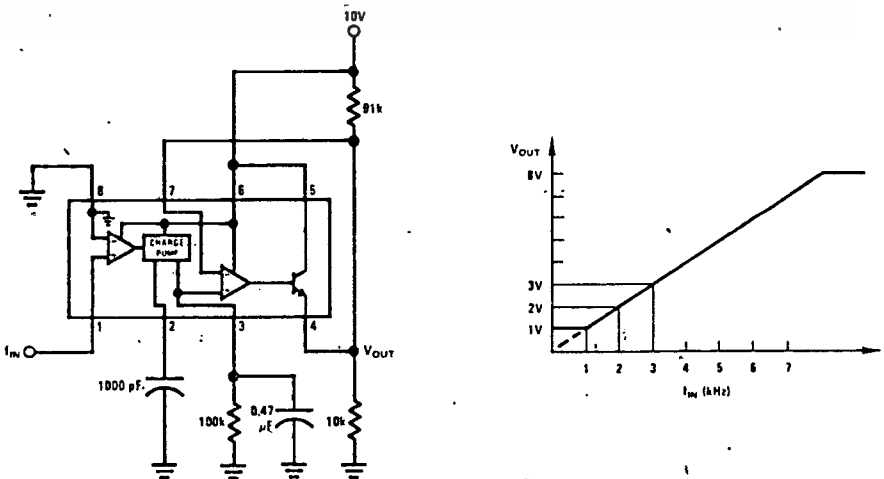 10V
91k
8 7 6 5
CHARGE PUMP
1 2 3 4
fIN
VOUT
1000 pF.
100k
0.47 µF
10k
VOUT
8V
3V
2V
1V
1 2 3 4 5 6 7
fIN (kHz)